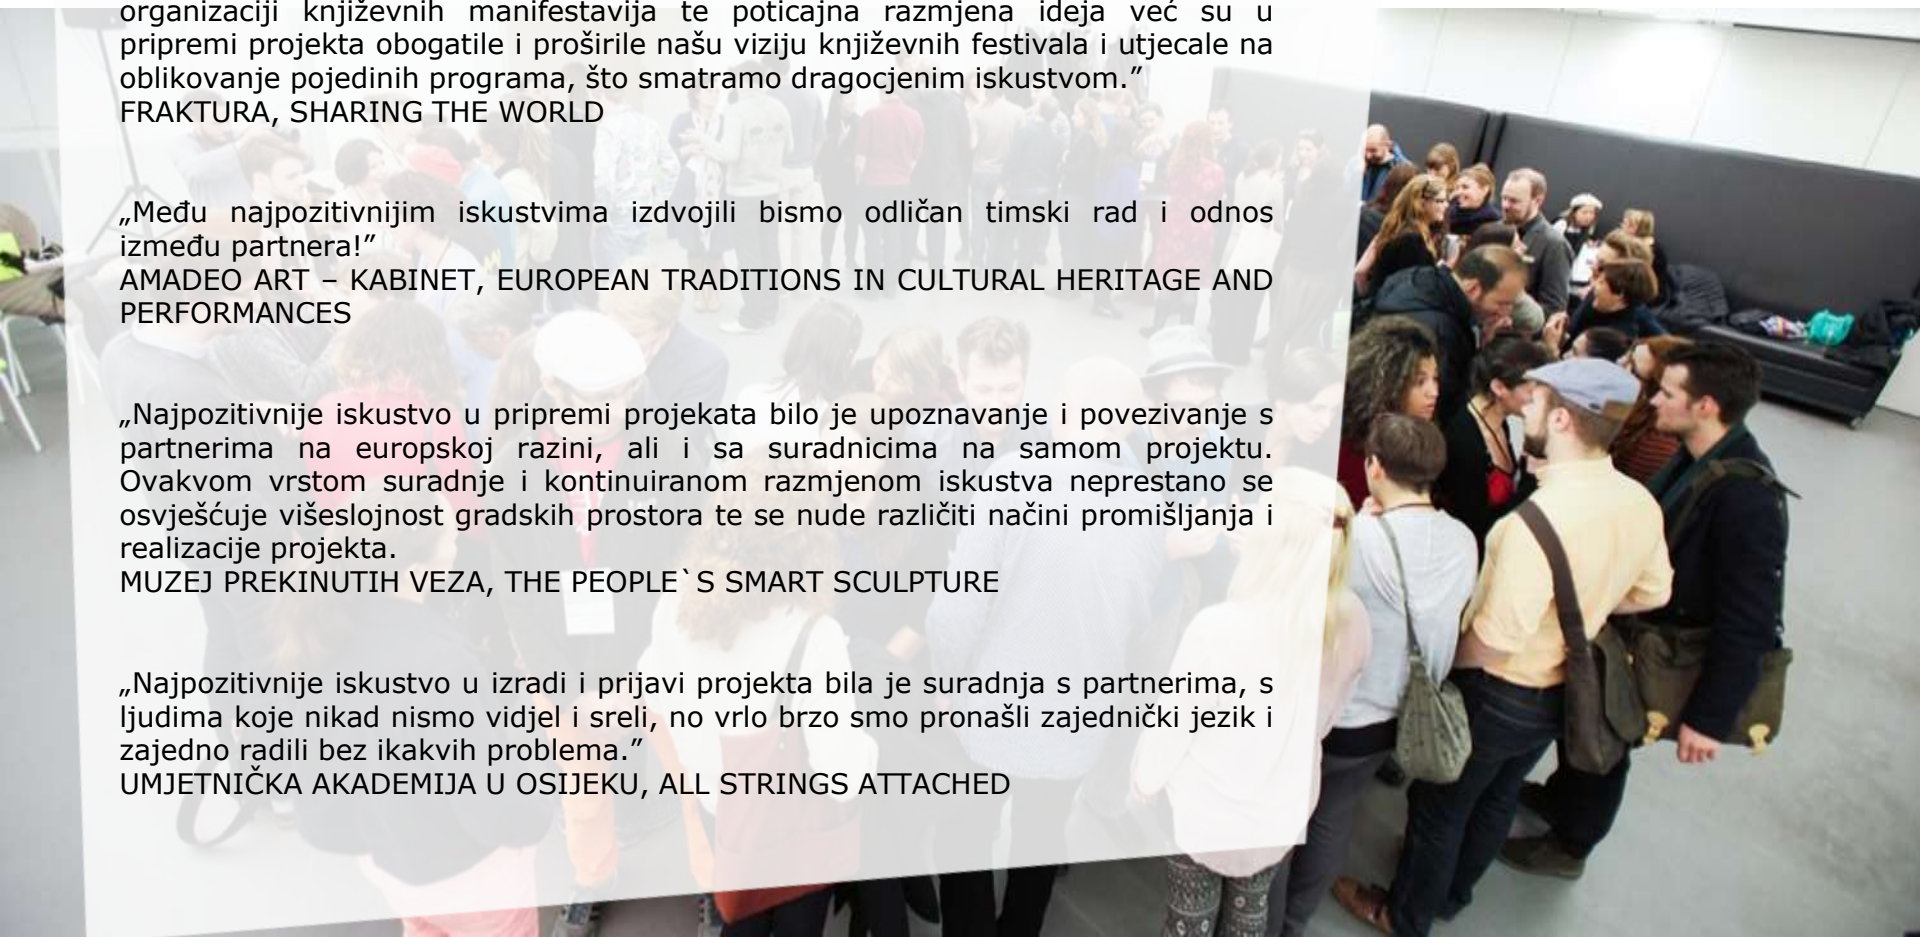 organizaciji književnih manifestavija te poticajna razmjena ideja već su u
pripremi projekta obogatile i proširile našu viziju književnih festivala i utjecale na
oblikovanje pojedinih programa, što smatramo dragocjenim iskustvom.”
FRAKTURA, SHARING THE WORLD
„Među najpozitivnijim iskustvima izdvojili bismo odličan timski rad i odnos
između partnera!”
AMADEO ART – KABINET, EUROPEAN TRADITIONS IN CULTURAL HERITAGE AND
PERFORMANCES
„Najpozitivnije iskustvo u pripremi projekata bilo je upoznavanje i povezivanje s
partnerima na europskoj razini, ali i sa suradnicima na samom projektu.
Ovakvom vrstom suradnje i kontinuiranom razmjenom iskustva neprestano se
osvješćuje višeslojnost gradskih prostora te se nude različiti načini promišljanja i
realizacije projekta.
MUZEJ PREKINUTIH VEZA, THE PEOPLE`S SMART SCULPTURE
„Najpozitivnije iskustvo u izradi i prijavi projekta bila je suradnja s partnerima, s
ljudima koje nikad nismo vidjel i sreli, no vrlo brzo smo pronašli zajednički jezik i
zajedno radili bez ikakvih problema.”
UMJETNIČKA AKADEMIJA U OSIJEKU, ALL STRINGS ATTACHED